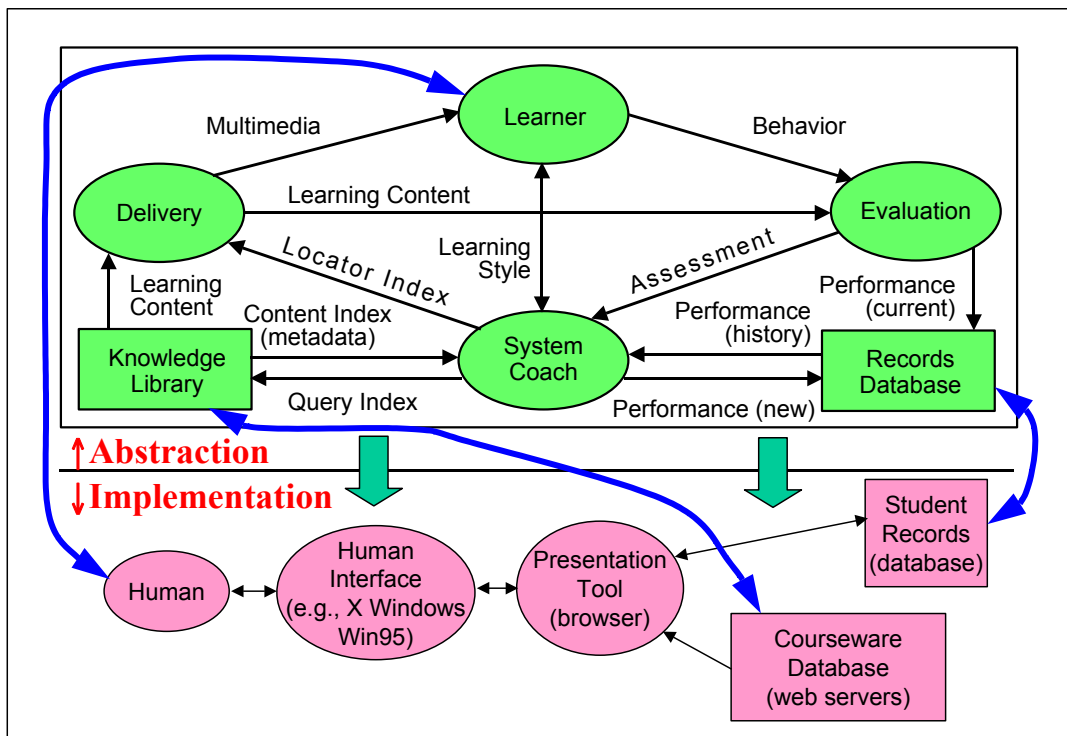 Learner
Multimedia
Behavior
Delivery
Learning Content
Evaluation
Locator Index
Learning
Style
Assessment
Learning
Content
Performance
(current)
Content Index
(metadata)
Performance
(history)
Knowledge
Library
System
Coach
Records
Database
Query Index
Performance (new)
↑Abstraction
↓Implementation
Student
Records
(database)
Human
Human
Interface
(e.g., X Windows
Win95)
Presentation
Tool
(browser)
Courseware
Database
(web servers)